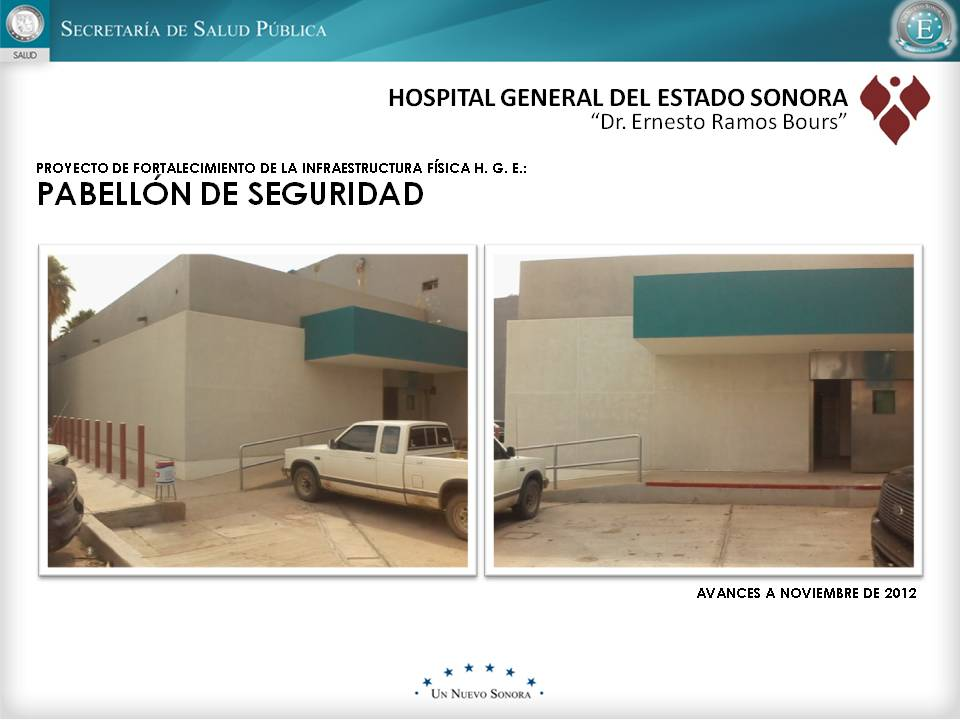 SECRETARÍA DE SALUD PÚBLICA
SALUD
E
HOSPITAL GENERAL DEL ESTADO SONORA
“Dr. Ernesto Ramos Bours”
PROYECTO DE FORTALECIMIENTO DE LA INFRAESTRUCTURA FÍSICA H. G. E.:
PABELLÓN DE SEGURIDAD
AVANCES A NOVIEMBRE DE 2012
UN NUEVO SONORA